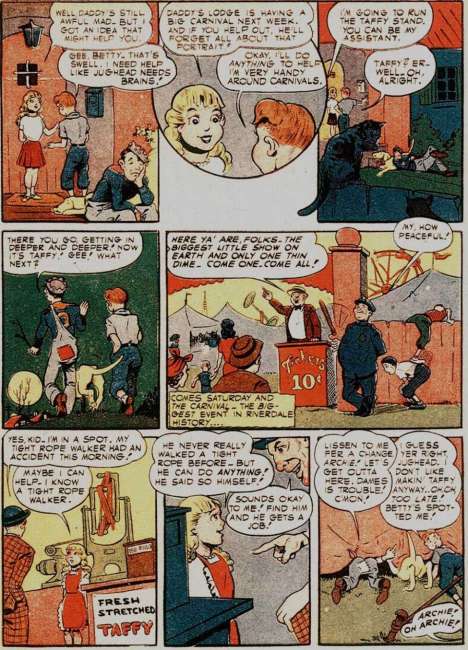 WELL DADDY'S STILL
AWFUL MAD. BUT I
GOT AN IDEA THAT
MIGHT HELP YOU.
GEE, BETTY, THAT'S
SWELL. I NEED HELP
LIKE JUGHEAD NEEDS
BRAINS!
DADDY'S LODGE IS HAVING A
BIG CARNIVAL NEXT WEEK.
AND IF YOU HELP OUT, HE'LL
FORGET ALL ABOUT THAT
PORTRAIT!
OKAY, I'LL DO
ANYTHING TO HELP
I'M VERY HANDY
AROUND CARNIVALS.
I'M GOING TO RUN
THE TAFFY STAND.
YOU CAN BE MY
ASSISTANT.
TAFFY? ER-
WELL-OH,
ALRIGHT.
THERE YOU GO, GETTING IN
DEEPER AND DEEPER! NOW
IT'S TAFFY! GEE! WHAT
NEXT?
HERE YA' ARE, FOLKS-THE
BIGGEST LITTLE SHOW ON
EARTH AND ONLY ONE THIN
DIME- COME ONE-COME ALL!
MY, HOW
PEACEFUL!
Tickets
10¢
COMES SATURDAY AND
THE CARNIVAL- THE BIG-
GEST EVENT IN RIVERDALE
HISTORY....
YES, KID-I'M IN A SPOT, MY
TIGHT ROPE WALKER HAD AN
ACCIDENT THIS MORNING!
MAYBE I CAN
HELP-I KNOW
A TIGHT ROPE
WALKER.
FRESH
STRETCHED
TAFFY
HE NEVER REALLY
WALKED A TIGHT
ROPE BEFORE-BUT
HE CAN DO ANYTHING!
HE SAID SO HIMSELF!
SOUNDS OKAY
TO ME! FIND HIM
AND HE GETS A
JOB!
LISSEN TO ME
FER A CHANGE,
ARCHIE! LET'S
GET OUTTA
HERE. DAMES
IS TROUBLE!
C'MON!
I GUESS
YER RIGHT,
JUGHEAD. I
DON'T LIKE
MAKIN' TAFFY
ANYWAY. OH, OH
TOO LATE!
BETTY'S SPOT-
TED ME!
ARCHIE!
OH ARCHIE!